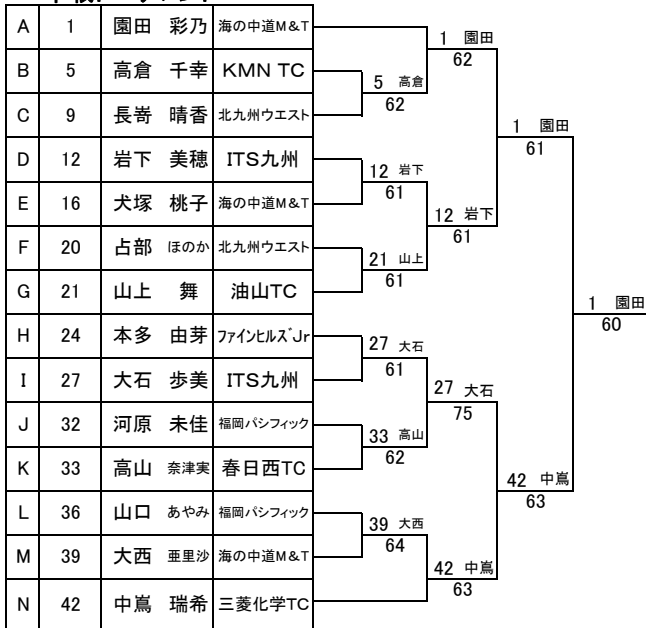 A 1 園田 彩乃 海の中道M&T
B 5 高倉 千幸 KMN TC
C 9 長嵜 晴香 北九州ウエスト
D 12 岩下 美穂 ITS九州
E 16 犬塚 桃子 海の中道M&T
F 20 占部 ほのか 北九州ウエスト
G 21 山上 舞 油山TC
H 24 本多 由芽 ファインヒルズJr
I 27 大石 歩美 ITS九州
J 32 河原 未佳 福岡パシフィック
K 33 高山 奈津実 春日西TC
L 36 山口 あやみ 福岡パシフィック
M 39 大西 亜里沙 海の中道M&T
N 42 中嶌 瑞希 三菱化学TC
5 高倉
62
12 岩下
61
21 山上
61
27 大石
61
33 高山
62
39 大西
64
1 園田
62
12 岩下
61
27 大石
75
42 中嶌
63
1 園田
61
42 中嶌
63
1 園田
60